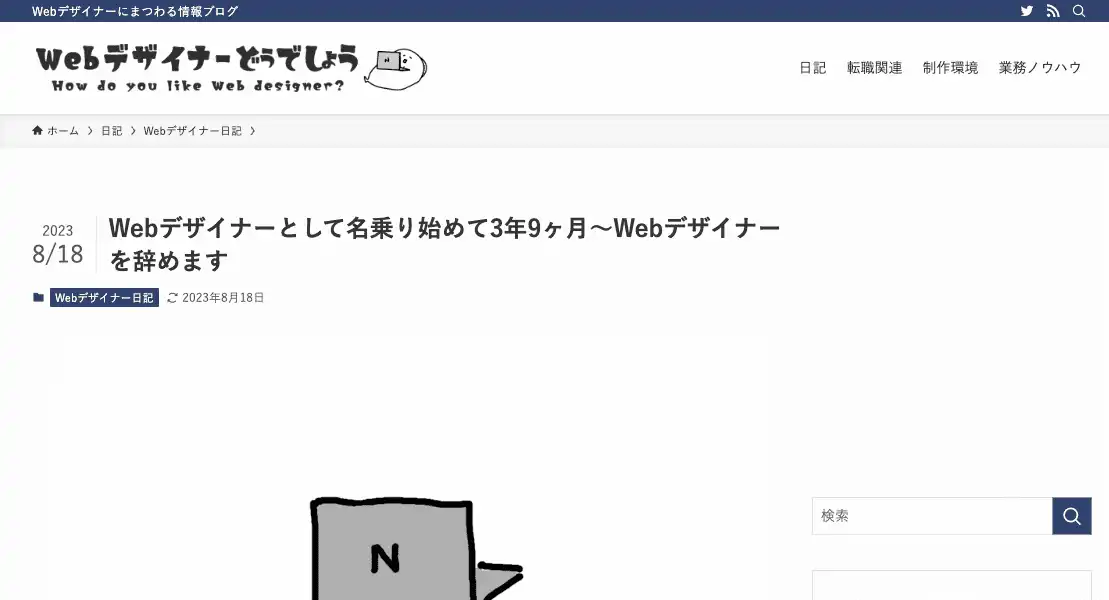 Webデザイナーにまつわる情報ブログ
Webデザイナーどうでしょう
How do you like Web designer?
N
日記 転職関連 制作環境 業務ノウハウ
ホーム 日記 Webデザイナー日記
2023
8/18
Webデザイナーとして名乗り始めて3年9ヶ月〜Webデザイナー
を辞めます
Webデザイナー日記 2023年8月18日
検索
N